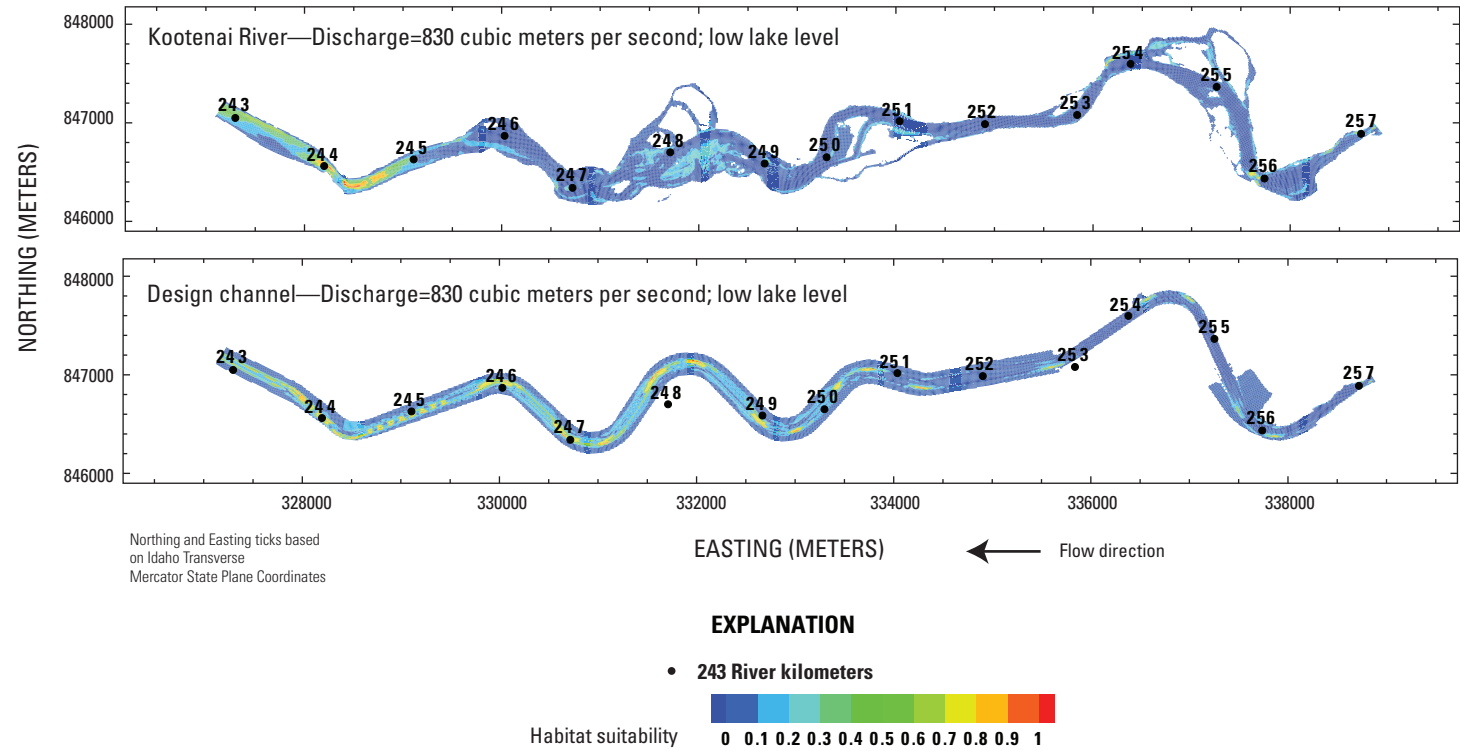 848000
Kootenai River—Discharge=830 cubic meters per second; low lake level
254
255
243
251
252
253
257
847000
246
245
248
249
250
244
247
256
846000
NORTHING (METERS)
848000
Design channel—Discharge=830 cubic meters per second; low lake level
254
255
243
251
252
253
257
847000
246
245
248
249
250
244
247
256
846000
328000 330000 332000 334000 336000 338000
Northing and Easting ticks based
on Idaho Transverse
Mercator State Plane Coordinates
EASTING (METERS)
Flow direction
EXPLANATION
243 River kilometers
Habitat suitability
0 0.1 0.2 0.3 0.4 0.5 0.6 0.7 0.8 0.9 1